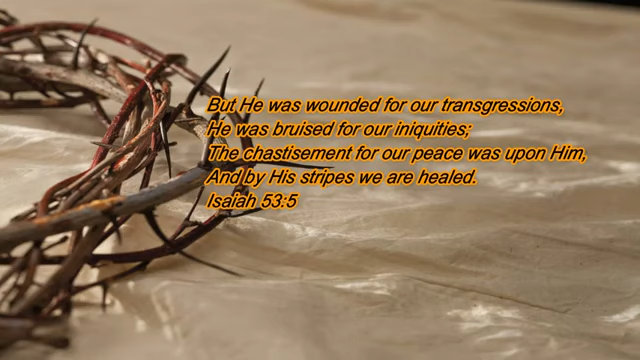 But He was wounded for our transgressions,
He was bruised for our iniquities;
The chastisement for our peace was upon Him,
And by His stripes we are healed.
Isaiah 53:5